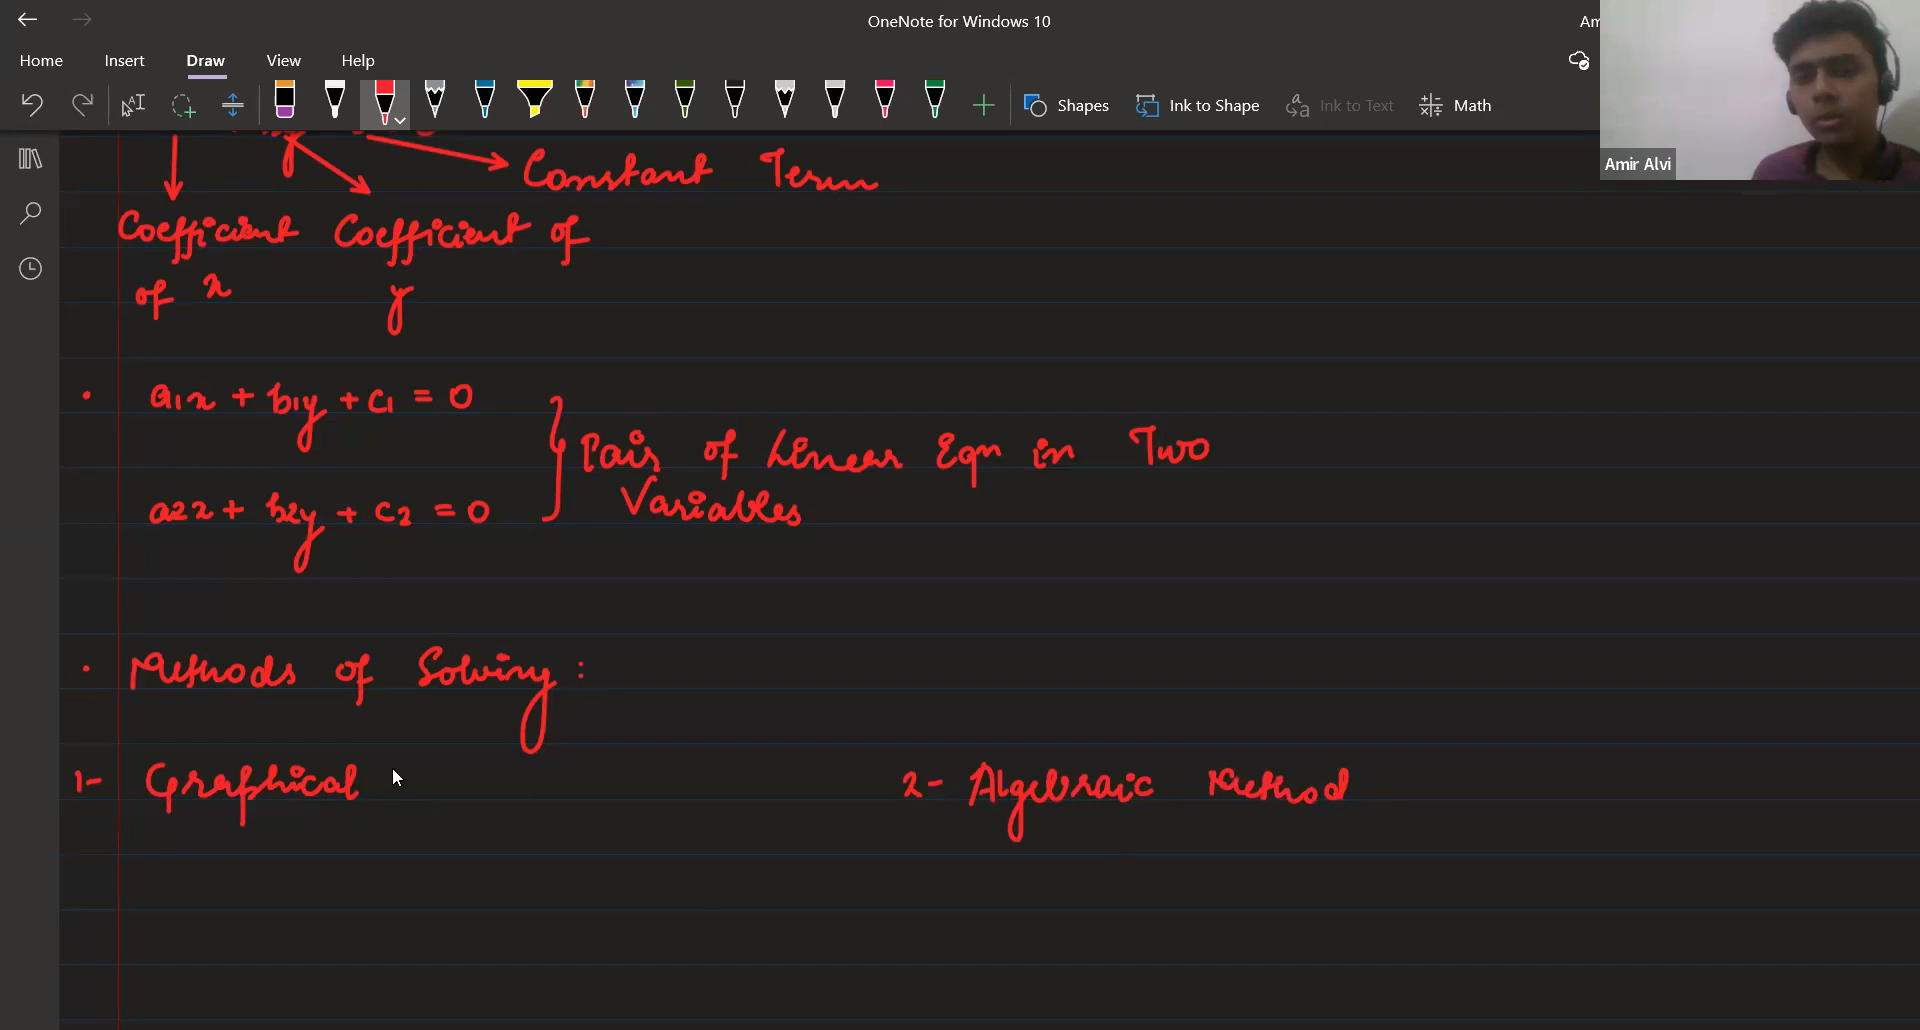 OneNote for Windows 10
Am
Home Insert Draw View Help
Shapes Ink to Shape Ink to Text Math
Amir Alvi
Constant Term
Coefficient Coefficient of
of x y
a1x + b1y + c1 = 0
Pair of Linear Eqn in Two
Variables
a2x + b2y + c2 = 0
• Methods of Solving :
1- Graphical 2- Algebraic Method